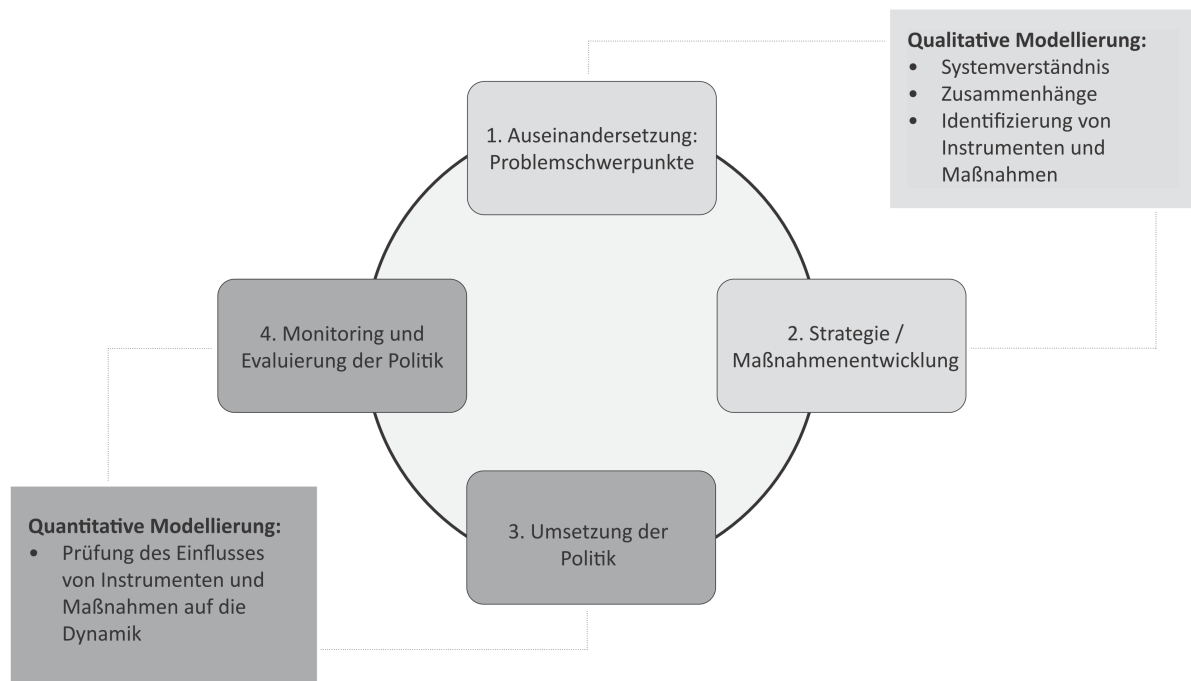 Qualitative Modellierung:
• Systemverständnis
• Zusammenhänge
• Identifizierung von
Instrumenten und
Maßnahmen
1. Auseinandersetzung:
Problemschwerpunkte
2. Strategie /
Maßnahmenentwicklung
3. Umsetzung der
Politik
4. Monitoring und
Evaluierung der Politik
Quantitative Modellierung:
• Prüfung des Einflusses
von Instrumenten und
Maßnahmen auf die
Dynamik